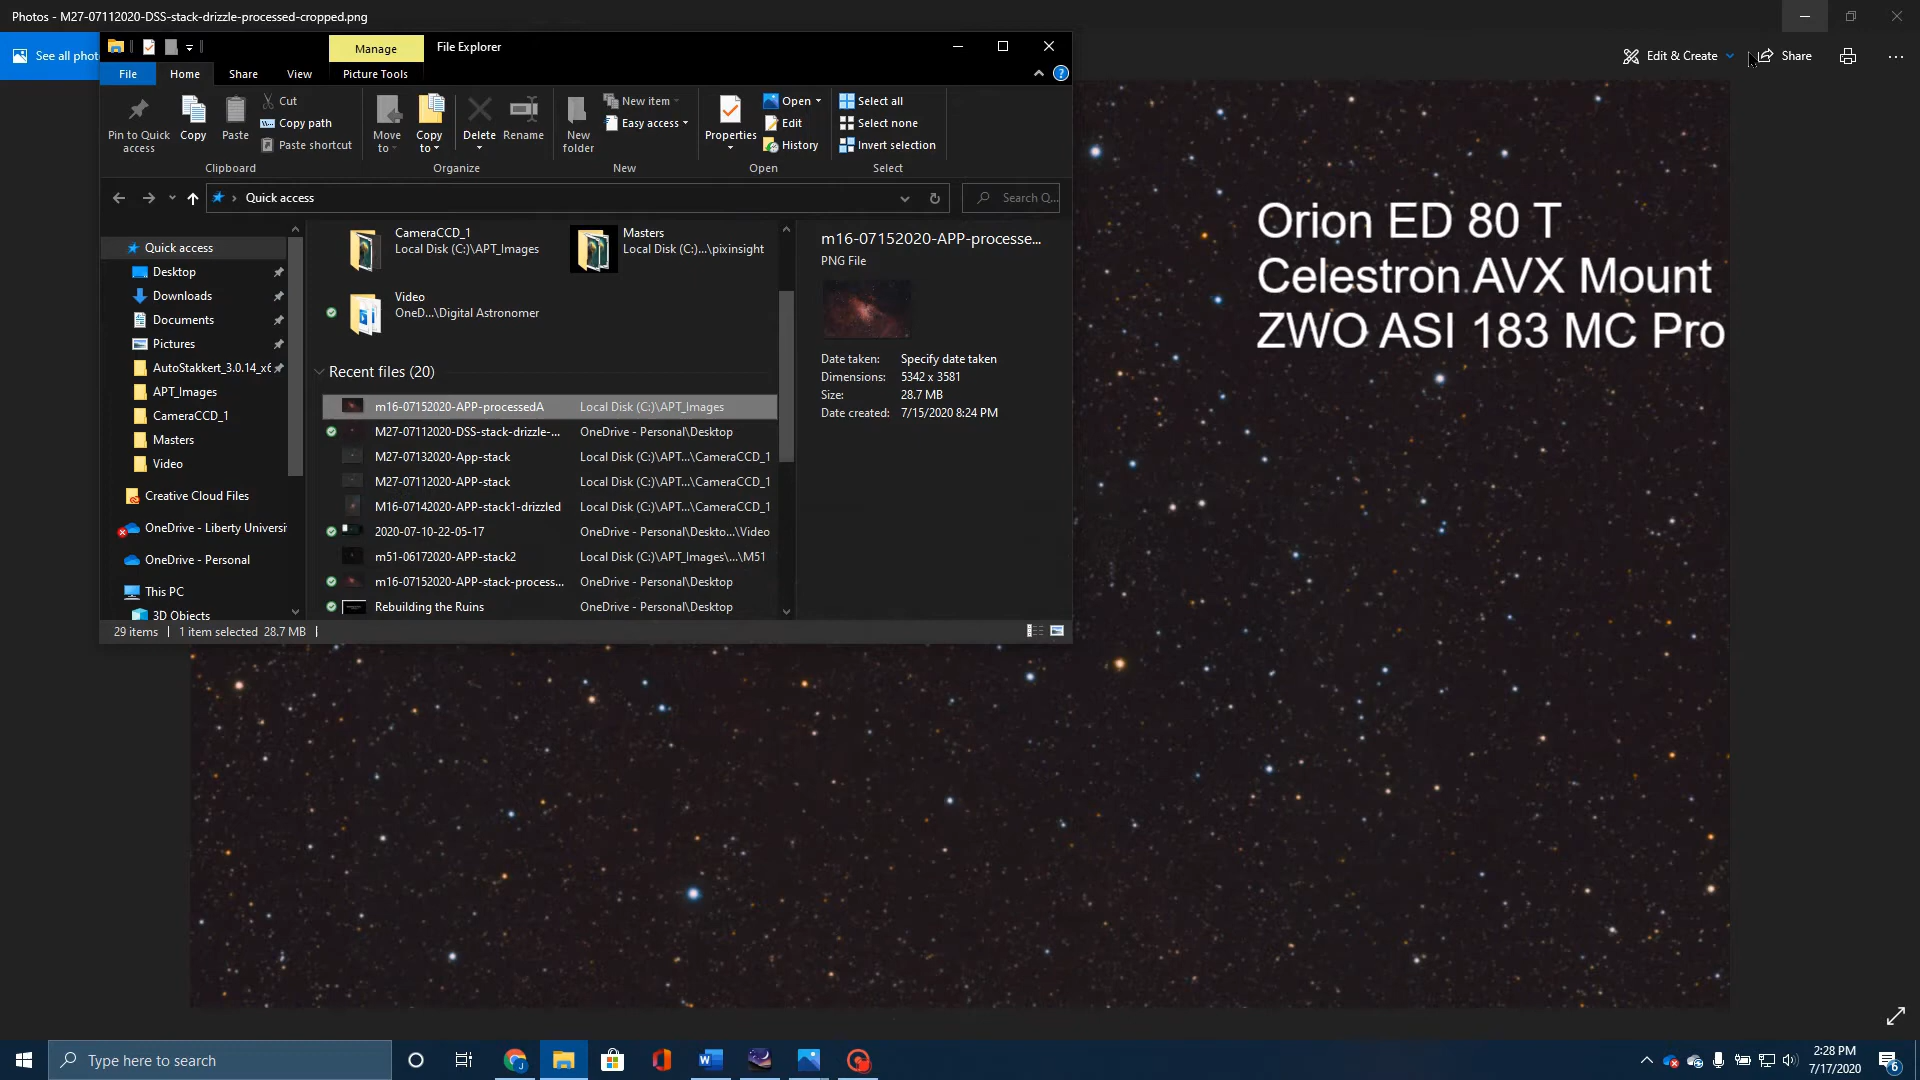 Photos - M27-07112020-DSS-stack-drizzle-processed-cropped.png
See all phot
Edit & Create
Share
Manage
File Explorer
File
Home
Share
View
Picture Tools
Pin to Quick access
Copy
Paste
Cut
Copy path
Paste shortcut
Clipboard
Move to
Copy to
Delete
Rename
Organize
New folder
New item
Easy access
New
Properties
Open
Edit
History
Open
Select all
Select none
Invert selection
Select
Quick access
Search Q...
Quick access
Desktop
Downloads
Documents
Pictures
AutoStakkert_3.0.14_x6
APT_Images
CameraCCD_1
Masters
Video
Creative Cloud Files
OneDrive - Liberty Universi
OneDrive - Personal
This PC
3D Objects
CameraCCD_1
Local Disk (C:)\APT_Images
Masters
Local Disk (C:)...\pixinsight
Video
OneD...\Digital Astronomer
Recent files (20)
m16-07152020-APP-processedA Local Disk (C:)\APT_Images
M27-07112020-DSS-stack-drizzle-... OneDrive - Personal\Desktop
M27-07132020-App-stack Local Disk (C:)\APT...\CameraCCD_1
M27-07112020-APP-stack Local Disk (C:)\APT...\CameraCCD_1
M16-07142020-APP-stack1-drizzled Local Disk (C:)\APT...\CameraCCD_1
2020-07-10-22-05-17 OneDrive - Personal\Deskto...\Video
m51-06172020-APP-stack2 Local Disk (C:)\APT_Images\...\M51
m16-07152020-APP-stack-process... OneDrive - Personal\Desktop
Rebuilding the Ruins OneDrive - Personal\Desktop
m16-07152020-APP-processe...
PNG File
Date taken: Specify date taken
Dimensions: 5342 x 3581
Size: 28.7 MB
Date created: 7/15/2020 8:24 PM
29 items
1 item selected 28.7 MB
Orion ED 80 T
Celestron AVX Mount
ZWO ASI 183 MC Pro
Type here to search
2:28 PM
7/17/2020
6